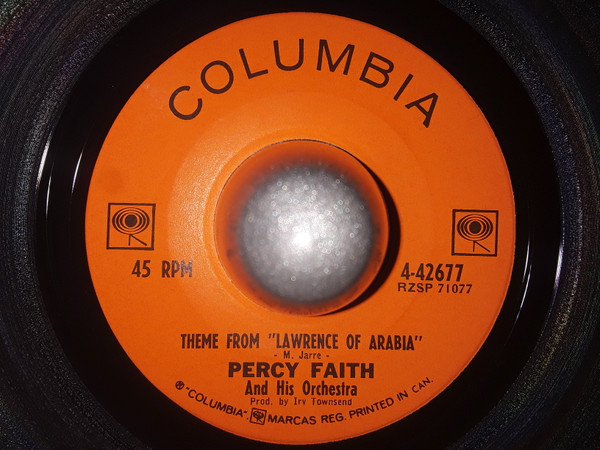 COLUMBIA
45 RPM
4-42677
RZSP 71077
THEME FROM "LAWRENCE OF ARABIA"
- M. Jarre -
PERCY FAITH
And His Orchestra
Prod. by Irv Townsend
® "COLUMBIA". MARCAS REG. PRINTED IN CAN.